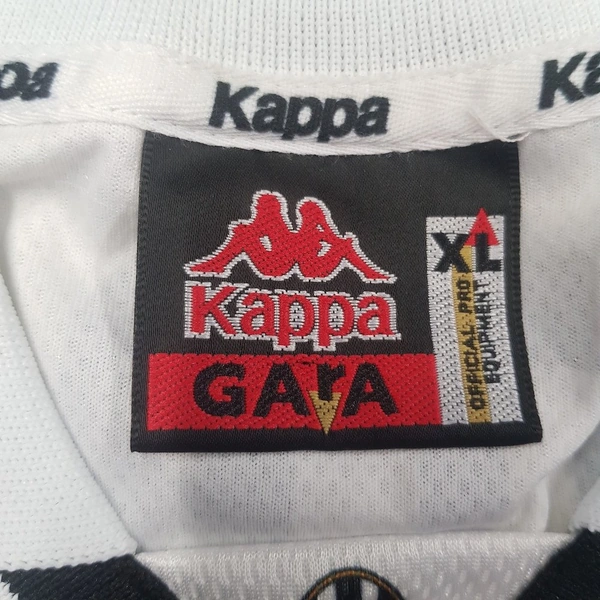 Kappa
Kappa
GArA
XL
OFFICIAL PRO
EQUIPMENT